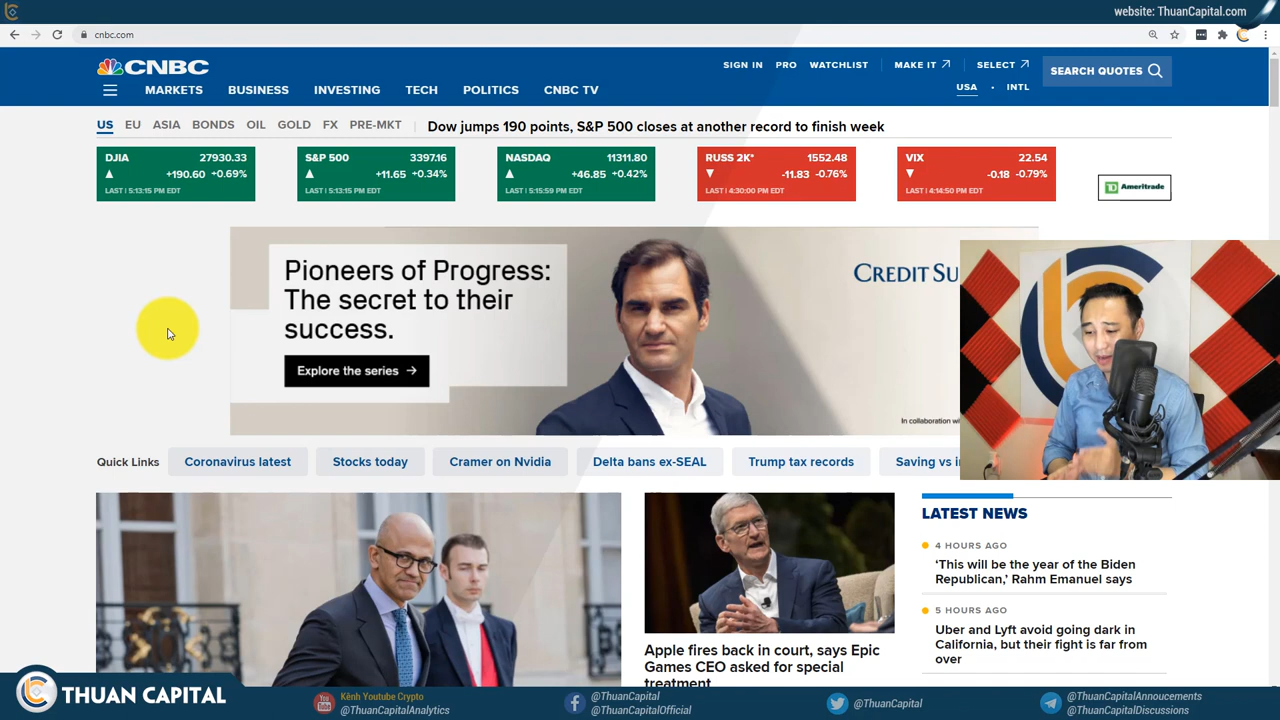 website: ThuanCapital.com
cnbc.com
CNBC
SIGN IN PRO WATCHLIST MAKE IT SELECT
SEARCH QUOTES
USA · INTL
MARKETS BUSINESS INVESTING TECH POLITICS CNBC TV
US EU ASIA BONDS OIL GOLD FX PRE-MKT
Dow jumps 190 points, S&P 500 closes at another record to finish week
DJIA 27930.33
+190.60 +0.69%
LAST | 5:13:15 PM EDT
S&P 500 3397.16
+11.65 +0.34%
LAST | 5:13:15 PM EDT
NASDAQ 11311.80
+46.85 +0.42%
LAST | 5:15:59 PM EDT
RUSS 2K* 1552.48
-11.83 -0.76%
LAST | 4:30:00 PM EDT
VIX 22.54
-0.18 -0.79%
LAST | 4:14:50 PM EDT
TD Ameritrade
Pioneers of Progress:
The secret to their
success.
Explore the series →
CREDIT SU
In collaboration
Quick Links
Coronavirus latest
Stocks today
Cramer on Nvidia
Delta bans ex-SEAL
Trump tax records
Saving vs i
Apple fires back in court, says Epic
Games CEO asked for special
treatment
LATEST NEWS
4 HOURS AGO
‘This will be the year of the Biden
Republican,’ Rahm Emanuel says
5 HOURS AGO
Uber and Lyft avoid going dark in
California, but their fight is far from
over
THUAN CAPITAL
You Tube
Kênh Youtube Crypto
@ThuanCapitalAnalytics
@ThuanCapital
@ThuanCapitalOfficial
@ThuanCapital
@ThuanCapitalAnnoucements
@ThuanCapitalDiscussions